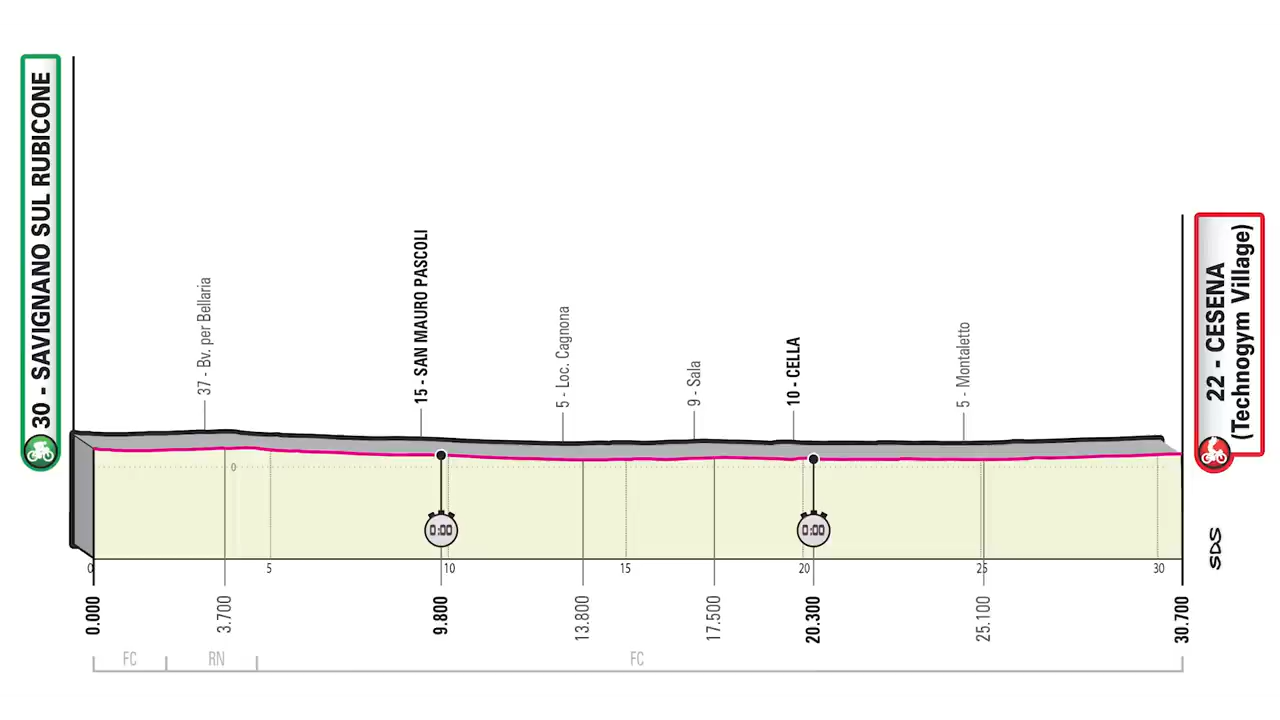 30 - SAVIGNANO SUL RUBICONE
37 - Bv. per Bellaria
15 - SAN MAURO PASCOLI
5 - Loc. Cagnona
9 - Sala
10 - CELLA
5 - Montaletto
22 - CESENA
(Technogym Village)
0
0:00
0:00
SDS
0
5
10
15
20
25
30
0.000
3.700
9.800
13.800
17.500
20.300
25.100
30.700
FC
RN
FC